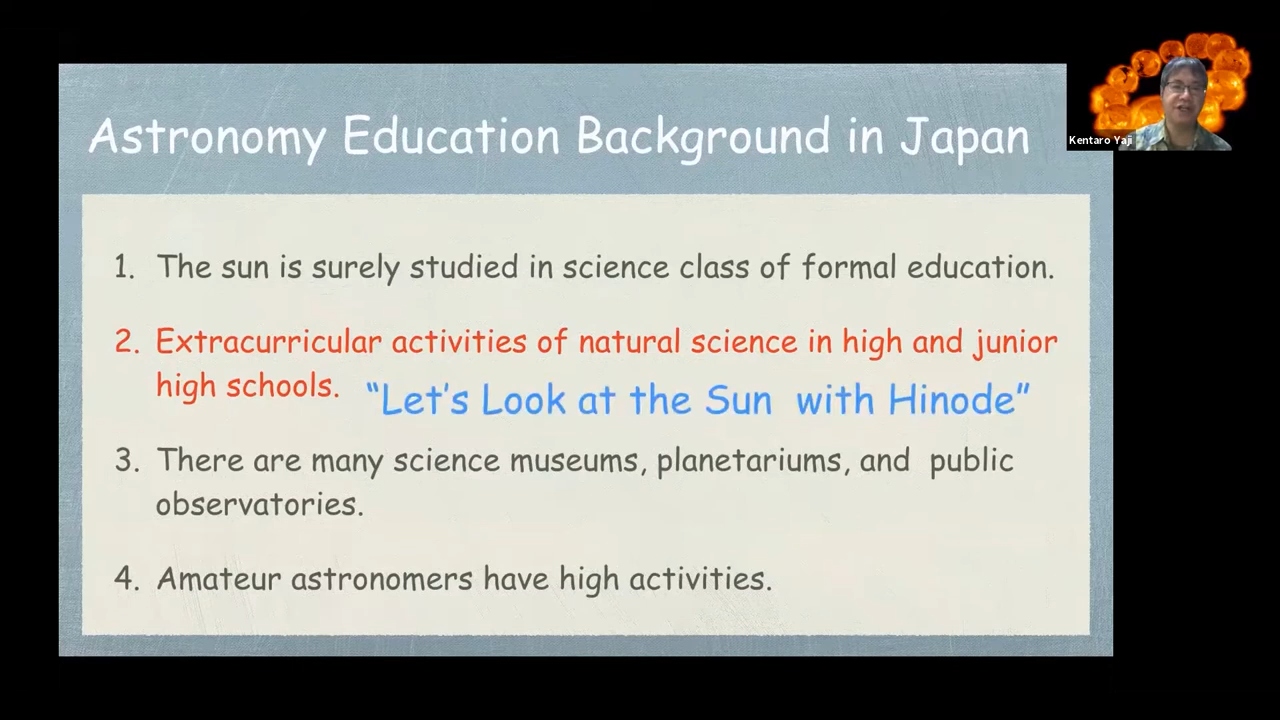 Astronomy Education Background in Japan
Kentaro Yaji
1. The sun is surely studied in science class of formal education.
2. Extracurricular activities of natural science in high and junior
high schools.
“Let’s Look at the Sun with Hinode”
3. There are many science museums, planetariums, and public
observatories.
4. Amateur astronomers have high activities.